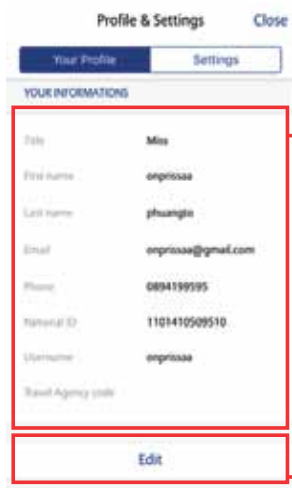 Profile & Settings Close
Your Profile Settings
YOUR INFORMATIONS
Title Miss
First name onprissaa
Last name phuangto
Email onprissaa@gmail.com
Phone 0894199595
National ID 1101410509510
Username onprissaa
Travel Agency code
Edit